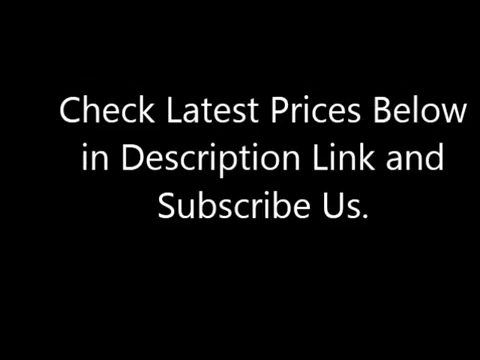 Check Latest Prices Below
in Description Link and
Subscribe Us.